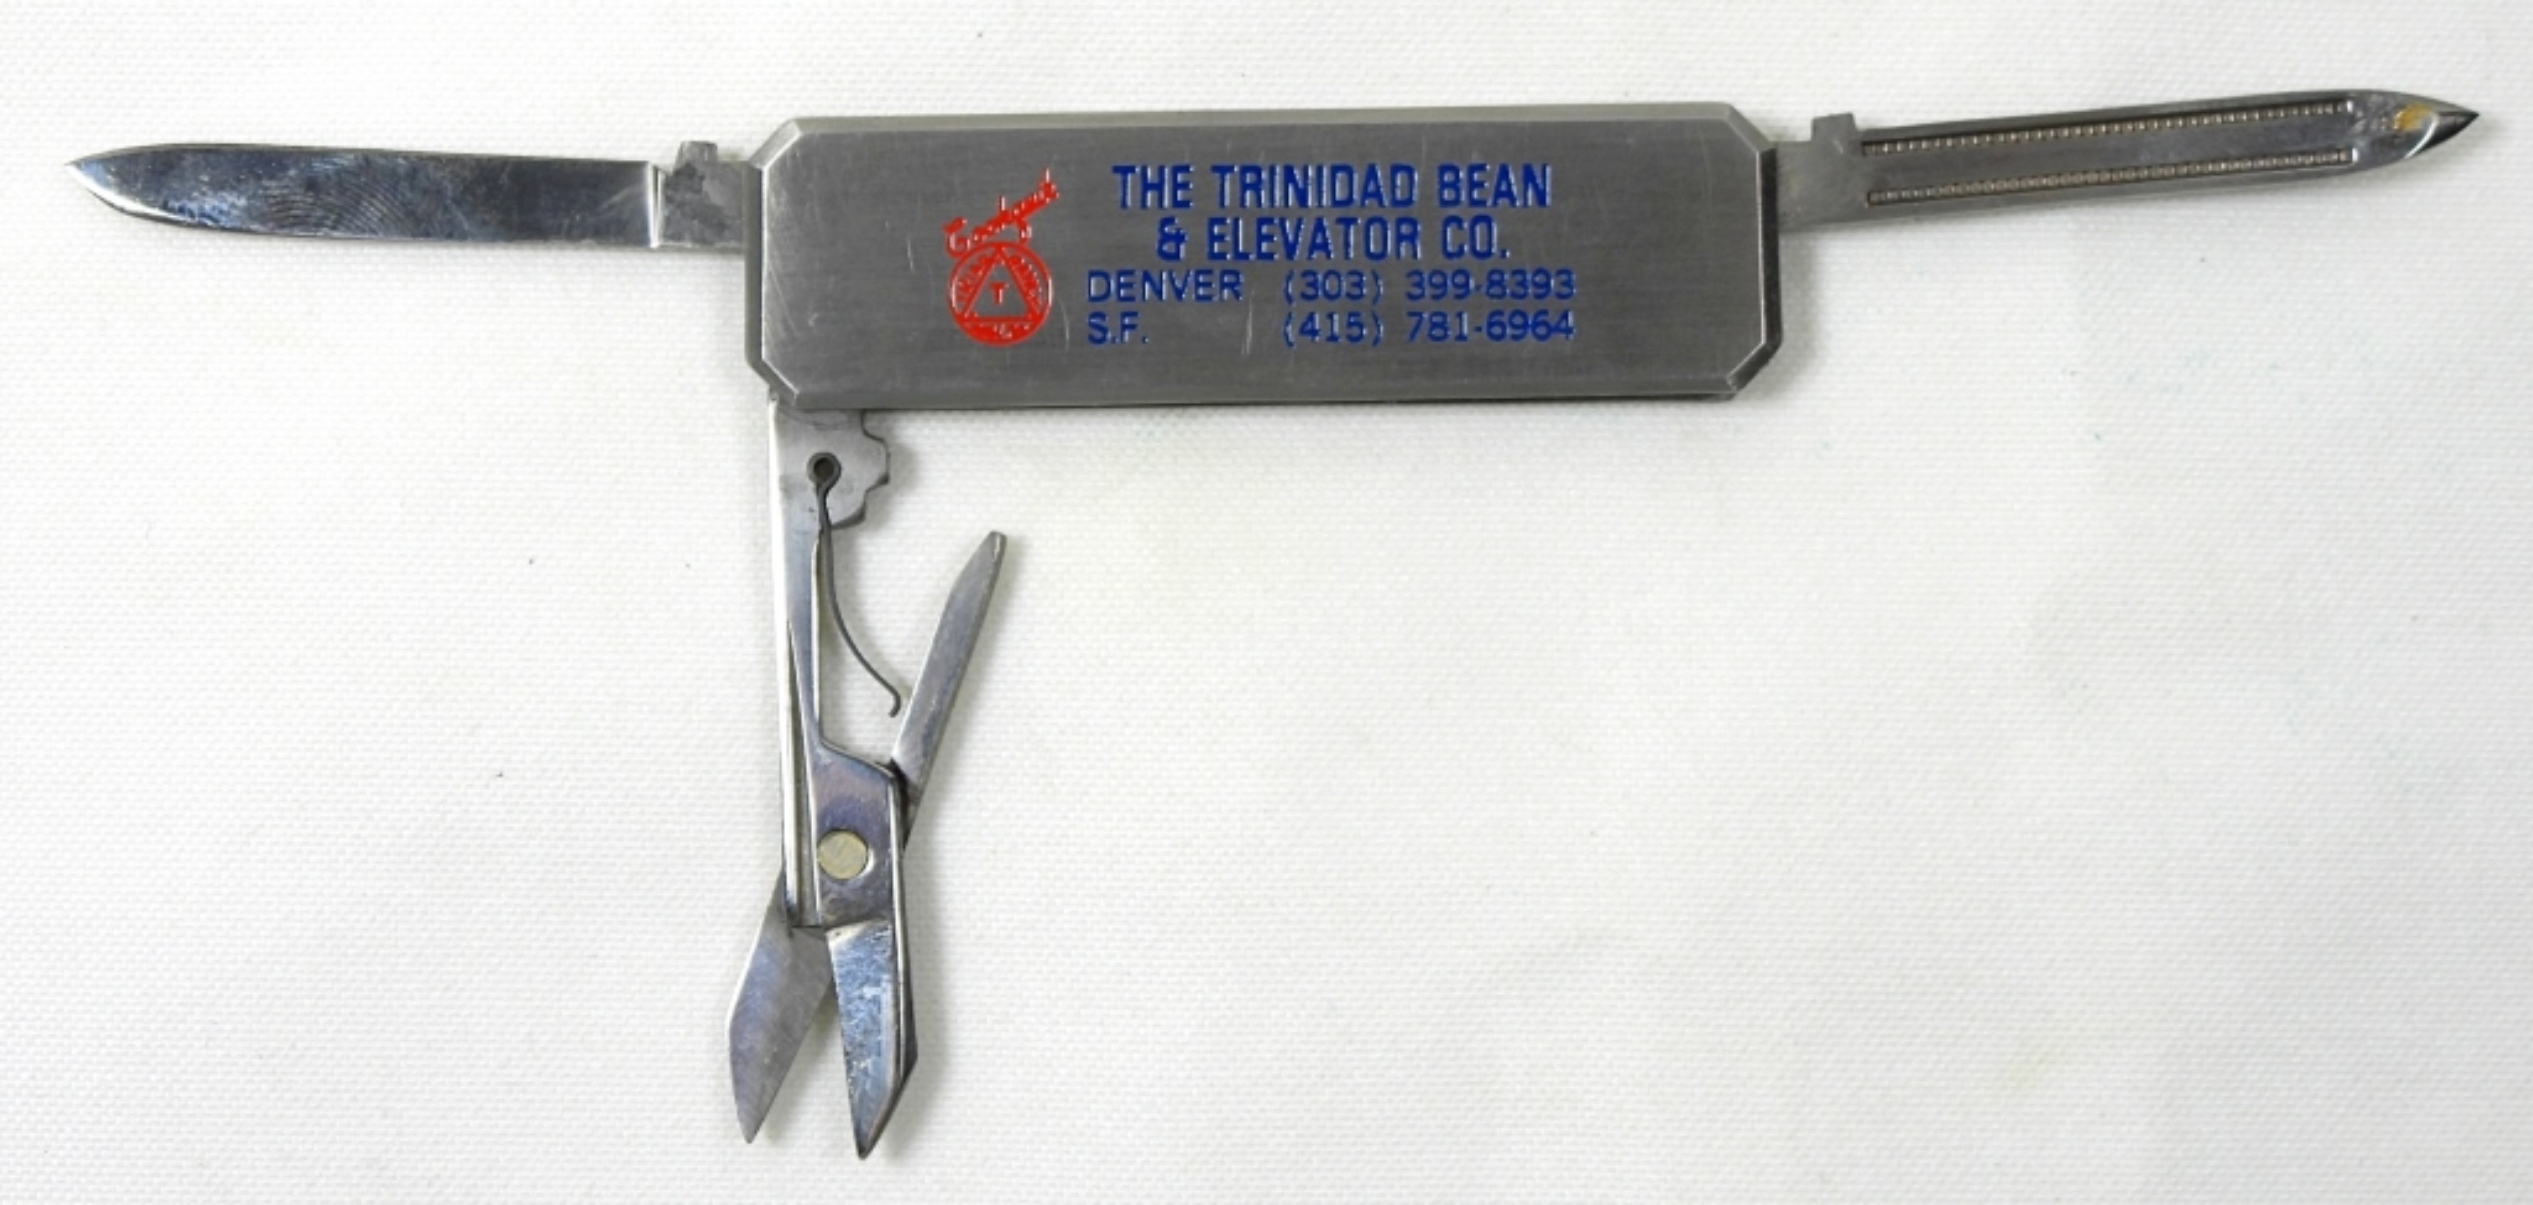 THE TRINIDAD BEAN
& ELEVATOR CO.
DENVER (303) 399-8393
S.F. (415) 781-6964
T